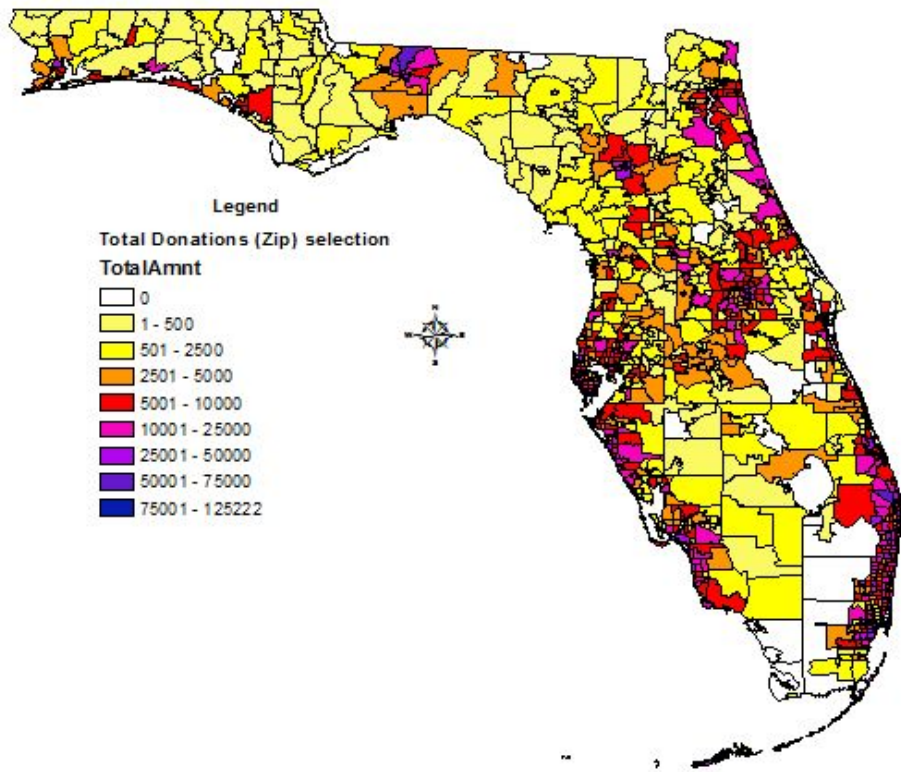 Legend
Total Donations (Zip) selection
TotalAmnt
0
1 - 500
501 - 2500
2501 - 5000
5001 - 10000
10001 - 25000
25001 - 50000
50001 - 75000
75001 - 125222
N
W
E
S